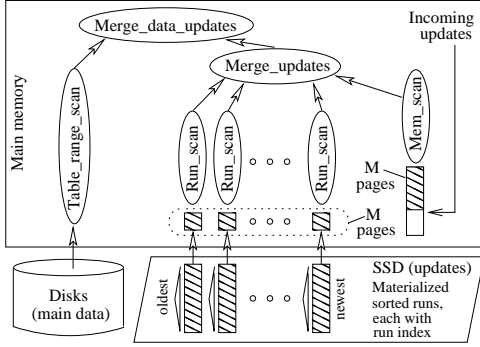 Merge_data_updates
Incoming
updates
Merge_updates
Main memory
Table_range_scan
Run_scan
Run_scan
Run_scan
Mem_scan
M
pages
M
pages
Disks
(main data)
oldest
newest
SSD (updates)
Materialized
sorted runs,
each with
run index